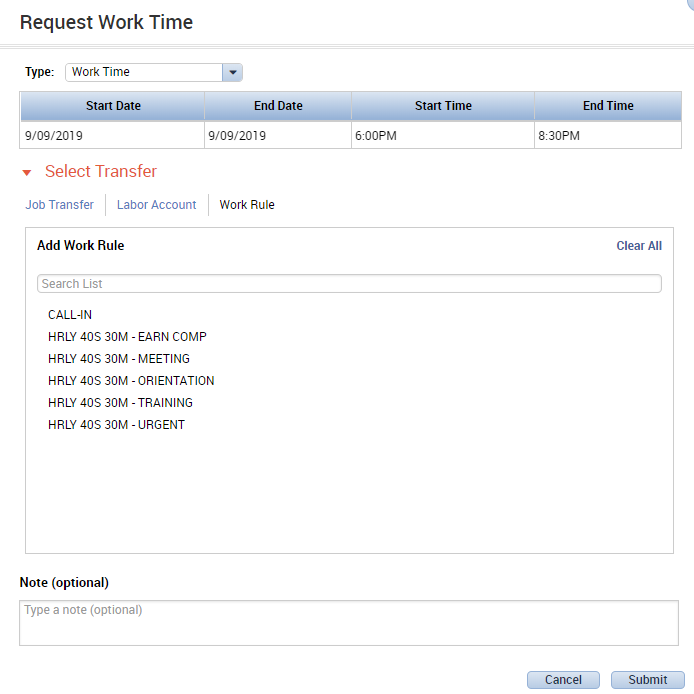 Request Work Time
Type: Work Time
Start Date End Date Start Time End Time
9/09/2019 9/09/2019 6:00PM 8:30PM
Select Transfer
Job Transfer Labor Account Work Rule
Add Work Rule Clear All
Search List
CALL-IN
HRLY 40S 30M - EARN COMP
HRLY 40S 30M - MEETING
HRLY 40S 30M - ORIENTATION
HRLY 40S 30M - TRAINING
HRLY 40S 30M - URGENT
Note (optional)
Type a note (optional)
Cancel Submit